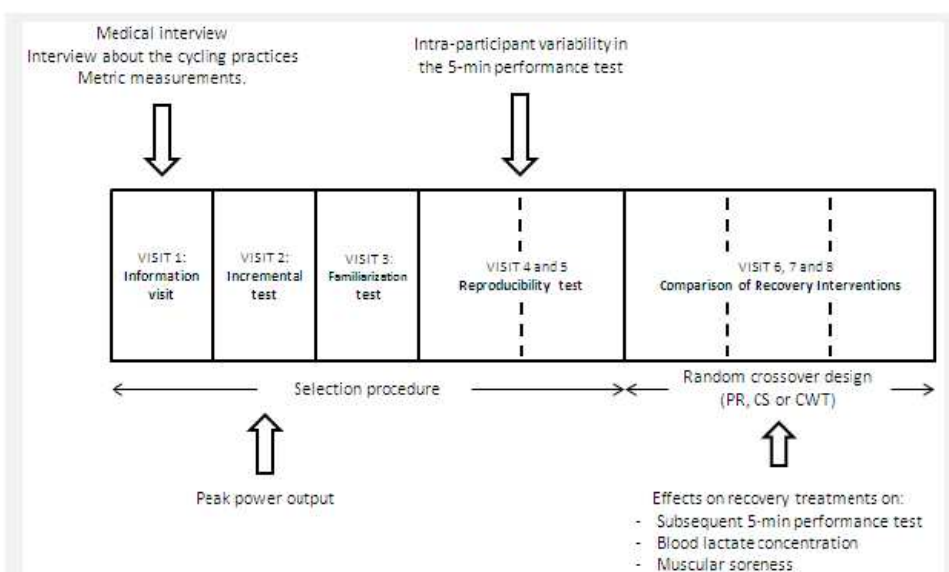 Medical interview
Interview about the cycling practices
Metric measurements.
Intra-participant variability in
the 5-min performance test
VISIT 1:
Information
visit
VISIT 2:
Incremental
test
VISIT 3:
Familiarization
test
VISIT 4 and 5
Reproducibility test
VISIT 6, 7 and 8
Comparison of Recovery Interventions
Selection procedure
Random crossover design
(PR, CS or CWT)
Peak power output
Effects on recovery treatments on:
- Subsequent 5-min performance test
- Blood lactate concentration
- Muscular soreness